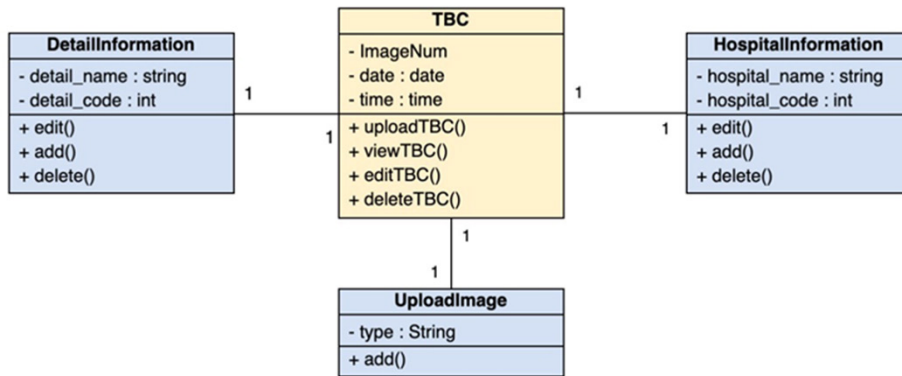 DetailInformation
- detail_name : string
- detail_code : int
+ edit()
+ add()
+ delete()
1
1
TBC
- ImageNum
- date : date
- time : time
+ uploadTBC()
+ viewTBC()
+ editTBC()
+ deleteTBC()
1
1
HospitalInformation
- hospital_name : string
- hospital_code : int
+ edit()
+ add()
+ delete()
1
1
UploadImage
- type : String
+ add()